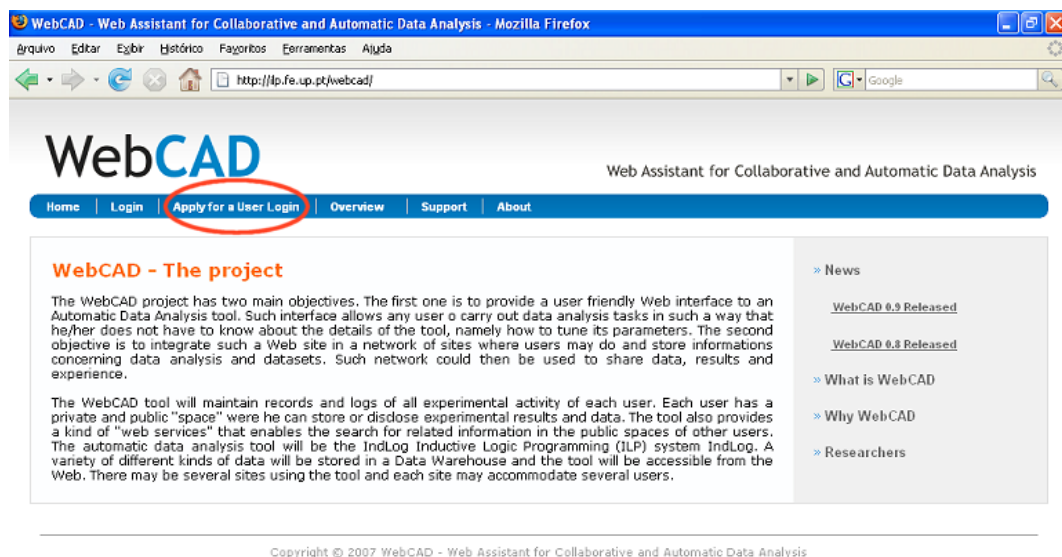 WebCAD - Web Assistant for Collaborative and Automatic Data Analysis - Mozilla Firefox
Arquivo Editar Exibir Histórico Favoritos Ferramentas Ajuda
http://ilp.fe.up.pt/webcad/
G Google
WebCAD
Web Assistant for Collaborative and Automatic Data Analysis
Home | Login | Apply for a User Login | Overview | Support | About
WebCAD - The project
The WebCAD project has two main objectives. The first one is to provide a user friendly Web interface to an
Automatic Data Analysis tool. Such interface allows any user o carry out data analysis tasks in such a way that
he/her does not have to know about the details of the tool, namely how to tune its parameters. The second
objective is to integrate such a Web site in a network of sites where users may do and store informations
concerning data analysis and datasets. Such network could then be used to share data, results and
experience.
The WebCAD tool will maintain records and logs of all experimental activity of each user. Each user has a
private and public "space" were he can store or disclose experimental results and data. The tool also provides
a kind of "web services" that enables the search for related information in the public spaces of other users.
The automatic data analysis tool will be the IndLog Inductive Logic Programming (ILP) system IndLog. A
variety of different kinds of data will be stored in a Data Warehouse and the tool will be accessible from the
Web. There may be several sites using the tool and each site may accommodate several users.
» News
WebCAD 0.9 Released
WebCAD 0.8 Released
» What is WebCAD
» Why WebCAD
» Researchers
Copyright © 2007 WebCAD - Web Assistant for Collaborative and Automatic Data Analysis